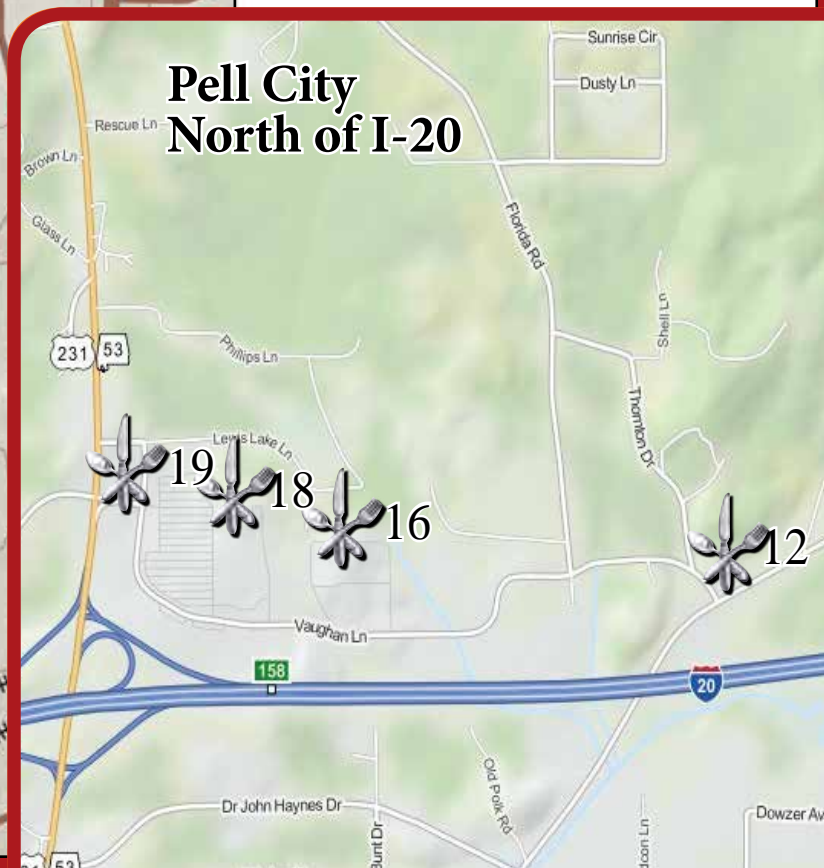 Sunrise Cir
Pell City
North of I-20
Dusty Ln
Rescue Ln
Brown Ln
Glass Ln
Florida Rd
Shell Ln
231
53
Phillips Ln
Thornton Dr
Lewis Lake Ln
19
18
16
12
Vaughan Ln
158
20
Old Polk Rd
Dr John Haynes Dr
Dowzer Av
53